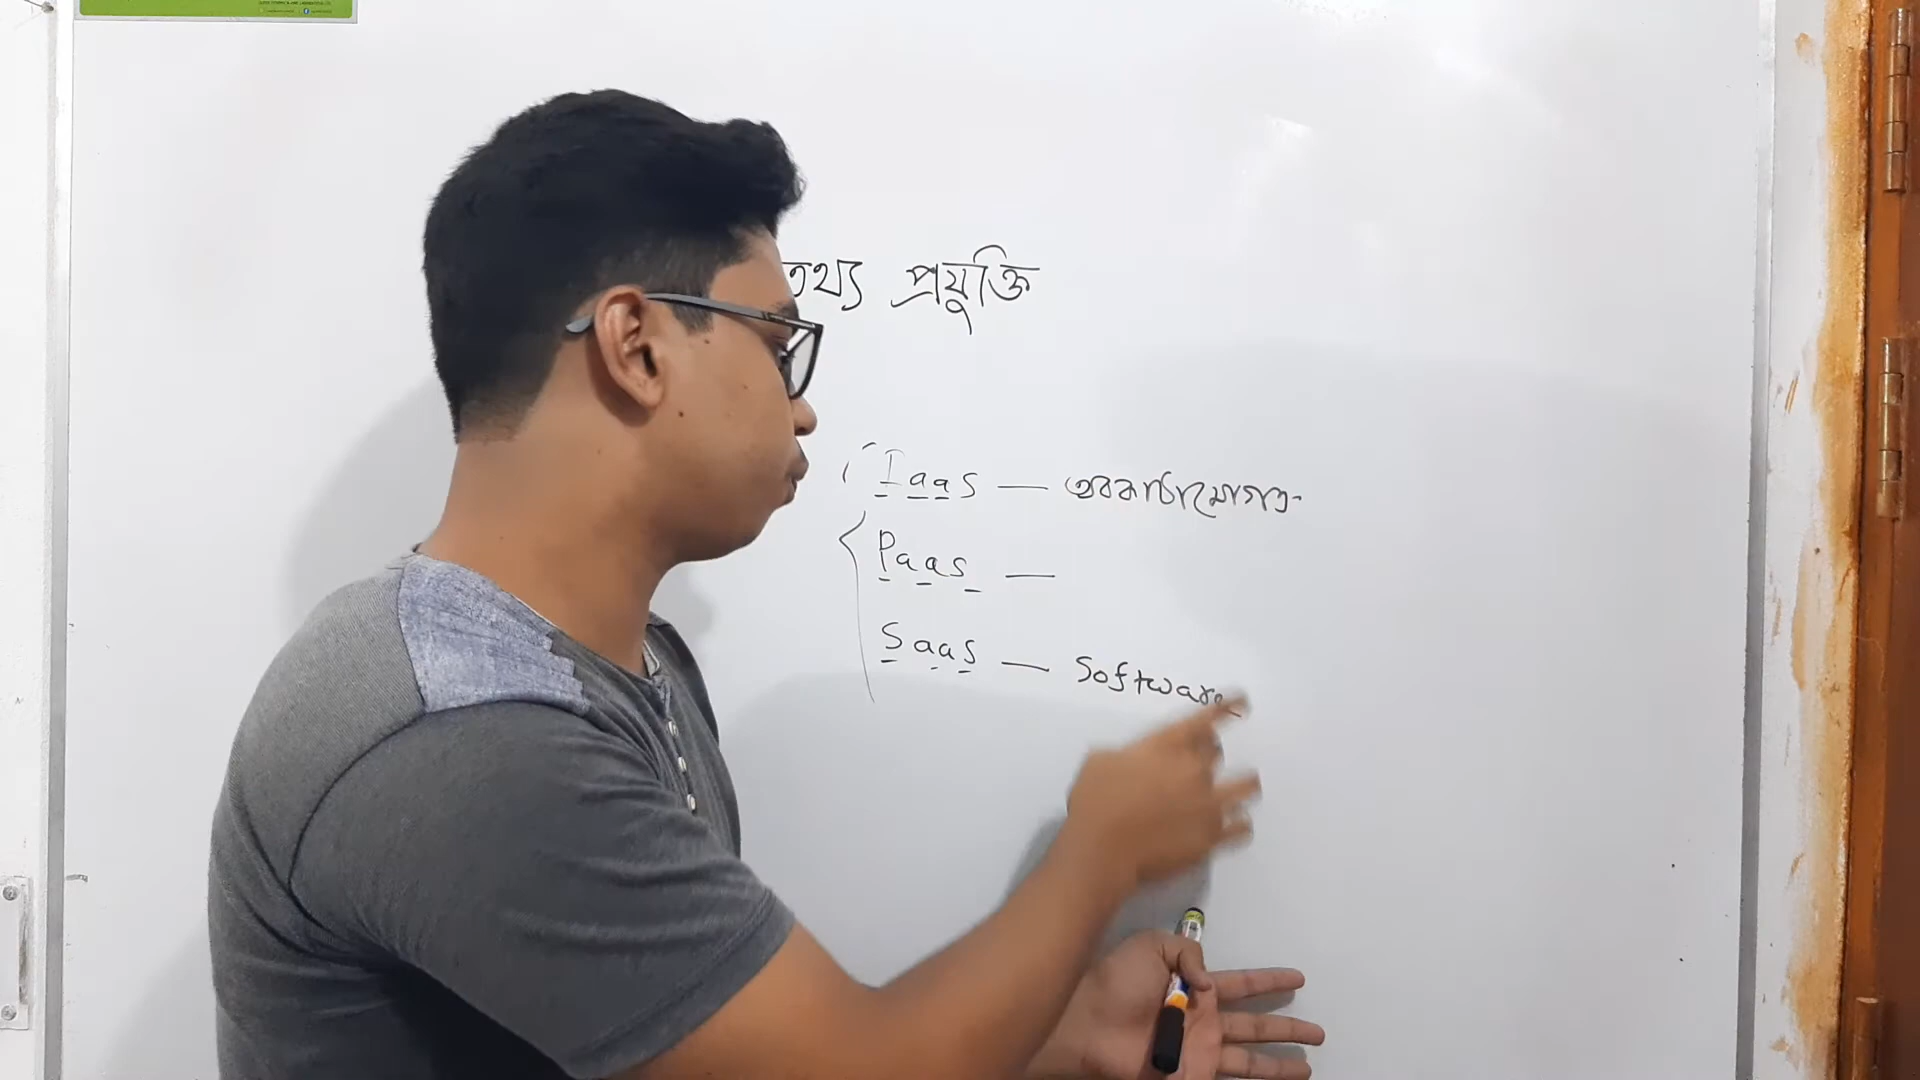 তথ্য প্রযুক্তি
Iaas — অবকাঠামোগত
Paas —
Saas — Software